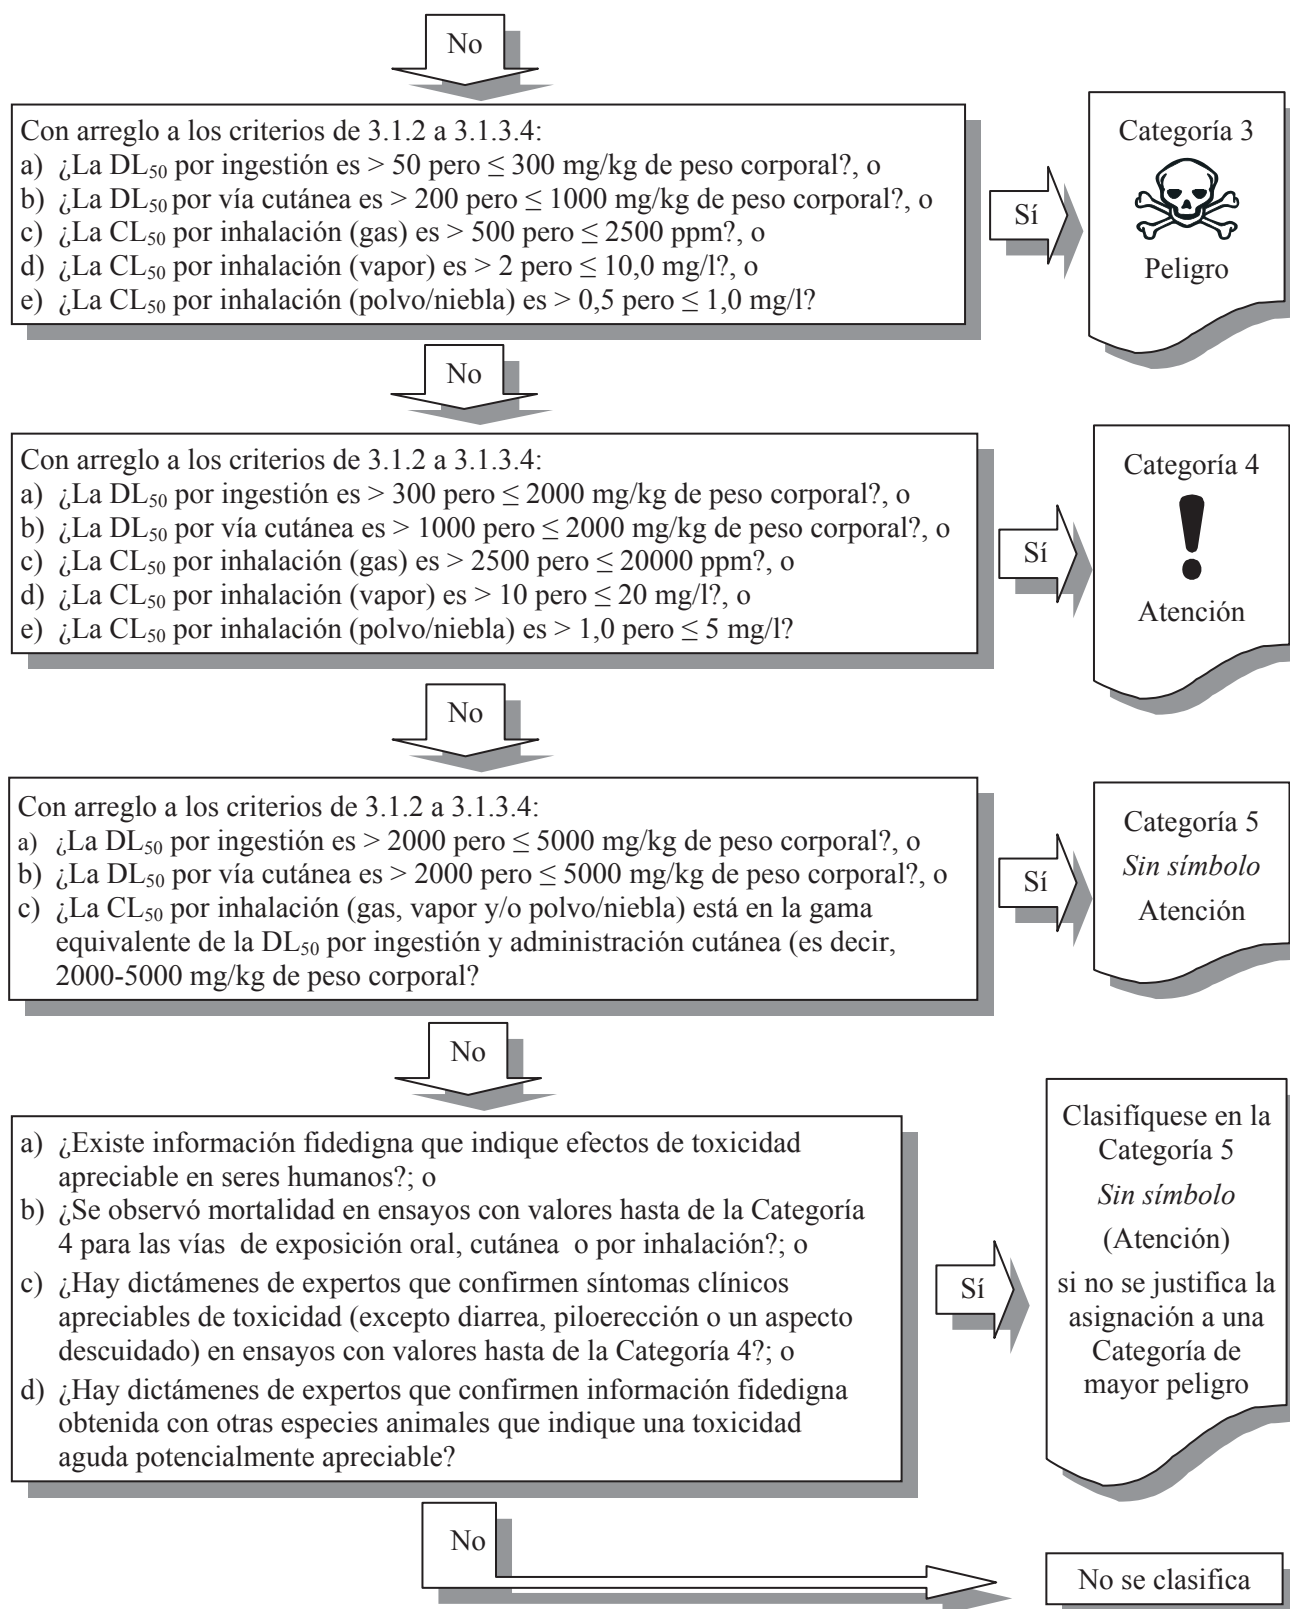 No
Con arreglo a los criterios de 3.1.2 a 3.1.3.4:
a) ¿La DL₅₀ por ingestión es > 50 pero ≤ 300 mg/kg de peso corporal?, o
b) ¿La DL₅₀ por vía cutánea es > 200 pero ≤ 1000 mg/kg de peso corporal?, o
c) ¿La CL₅₀ por inhalación (gas) es > 500 pero ≤ 2500 ppm?, o
d) ¿La CL₅₀ por inhalación (vapor) es > 2 pero ≤ 10,0 mg/l?, o
e) ¿La CL₅₀ por inhalación (polvo/niebla) es > 0,5 pero ≤ 1,0 mg/l?
Sí
Categoría 3
Peligro
No
Con arreglo a los criterios de 3.1.2 a 3.1.3.4:
a) ¿La DL₅₀ por ingestión es > 300 pero ≤ 2000 mg/kg de peso corporal?, o
b) ¿La DL₅₀ por vía cutánea es > 1000 pero ≤ 2000 mg/kg de peso corporal?, o
c) ¿La CL₅₀ por inhalación (gas) es > 2500 pero ≤ 20000 ppm?, o
d) ¿La CL₅₀ por inhalación (vapor) es > 10 pero ≤ 20 mg/l?, o
e) ¿La CL₅₀ por inhalación (polvo/niebla) es > 1,0 pero ≤ 5 mg/l?
Sí
Categoría 4
!
Atención
No
Con arreglo a los criterios de 3.1.2 a 3.1.3.4:
a) ¿La DL₅₀ por ingestión es > 2000 pero ≤ 5000 mg/kg de peso corporal?, o
b) ¿La DL₅₀ por vía cutánea es > 2000 pero ≤ 5000 mg/kg de peso corporal?, o
c) ¿La CL₅₀ por inhalación (gas, vapor y/o polvo/niebla) está en la gama
equivalente de la DL₅₀ por ingestión y administración cutánea (es decir,
2000-5000 mg/kg de peso corporal?
Sí
Categoría 5
Sin símbolo
Atención
No
a) ¿Existe información fidedigna que indique efectos de toxicidad
apreciable en seres humanos?; o
b) ¿Se observó mortalidad en ensayos con valores hasta de la Categoría
4 para las vías de exposición oral, cutánea o por inhalación?; o
c) ¿Hay dictámenes de expertos que confirmen síntomas clínicos
apreciables de toxicidad (excepto diarrea, piloerección o un aspecto
descuidado) en ensayos con valores hasta de la Categoría 4?; o
d) ¿Hay dictámenes de expertos que confirmen información fidedigna
obtenida con otras especies animales que indique una toxicidad
aguda potencialmente apreciable?
Sí
Clasifíquese en la
Categoría 5
Sin símbolo
(Atención)
si no se justifica la
asignación a una
Categoría de
mayor peligro
No
No se clasifica